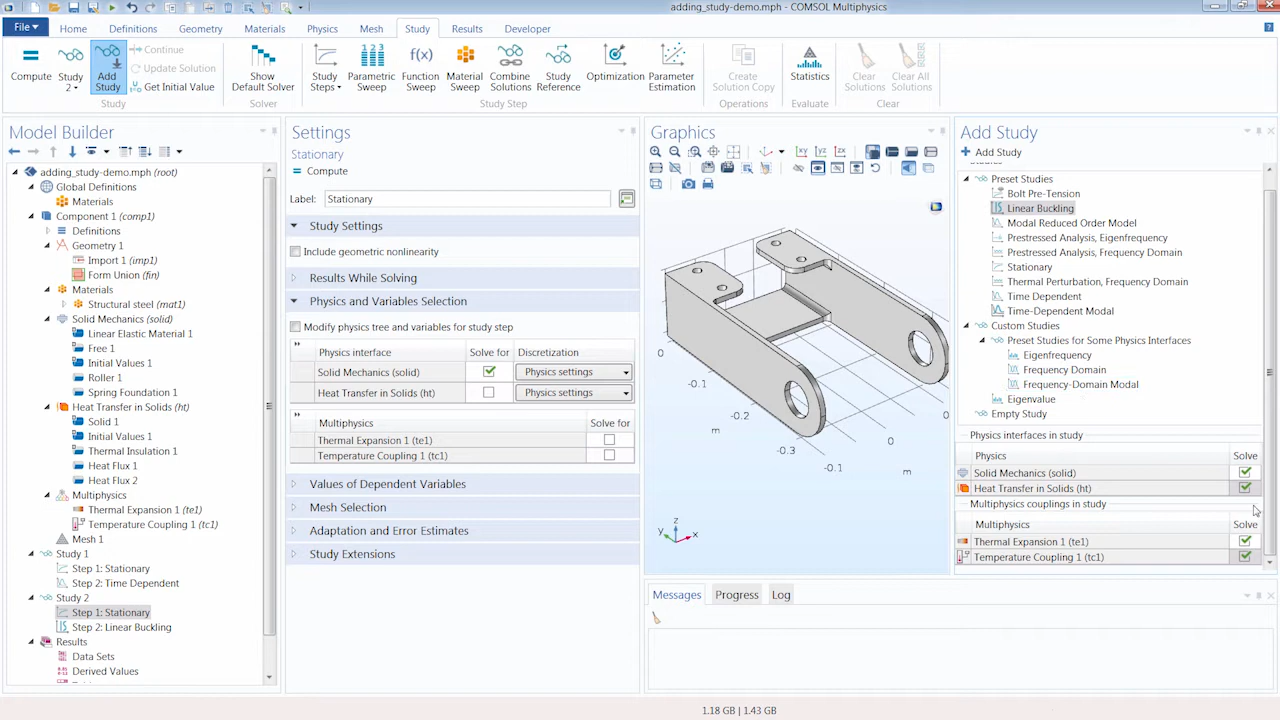 adding_study-demo.mph - COMSOL Multiphysics
File Home Definitions Geometry Materials Physics Mesh Study Results Developer
Compute
Study 2
Add Study
Continue
Update Solution
Get Initial Value
Study
Show Default Solver
Solver
Study Steps
Parametric Sweep
Function Sweep
Material Sweep
Combine Solutions
Study Reference
Optimization
Parameter Estimation
Study Step
Create Solution Copy
Operations
Statistics
Evaluate
Clear Solutions
Clear All Solutions
Clear
Model Builder
adding_study-demo.mph (root)
Global Definitions
Materials
Component 1 (comp1)
Definitions
Geometry 1
Import 1 (imp1)
Form Union (fin)
Materials
Structural steel (mat1)
Solid Mechanics (solid)
Linear Elastic Material 1
Free 1
Initial Values 1
Roller 1
Spring Foundation 1
Heat Transfer in Solids (ht)
Solid 1
Initial Values 1
Thermal Insulation 1
Heat Flux 1
Heat Flux 2
Multiphysics
Thermal Expansion 1 (te1)
Temperature Coupling 1 (tc1)
Mesh 1
Study 1
Step 1: Stationary
Step 2: Time Dependent
Study 2
Step 1: Stationary
Step 2: Linear Buckling
Results
Data Sets
Derived Values
Settings
Stationary
= Compute
Label: Stationary
Study Settings
Include geometric nonlinearity
Results While Solving
Physics and Variables Selection
Modify physics tree and variables for study step
Physics interface Solve for Discretization
Solid Mechanics (solid) Physics settings
Heat Transfer in Solids (ht) Physics settings
Multiphysics Solve for
Thermal Expansion 1 (te1)
Temperature Coupling 1 (tc1)
Values of Dependent Variables
Mesh Selection
Adaptation and Error Estimates
Study Extensions
Graphics
xy yz zx
0
-0.1
-0.2
m
-0.3
-0.1
0
0
m
z
y
x
Messages Progress Log
Add Study
+ Add Study
Studies
Preset Studies
Bolt Pre-Tension
Linear Buckling
Modal Reduced Order Model
Prestressed Analysis, Eigenfrequency
Prestressed Analysis, Frequency Domain
Stationary
Thermal Perturbation, Frequency Domain
Time Dependent
Time-Dependent Modal
Custom Studies
Preset Studies for Some Physics Interfaces
Eigenfrequency
Frequency Domain
Frequency-Domain Modal
Eigenvalue
Empty Study
Physics interfaces in study
Physics Solve
Solid Mechanics (solid)
Heat Transfer in Solids (ht)
Multiphysics couplings in study
Multiphysics Solve
Thermal Expansion 1 (te1)
Temperature Coupling 1 (tc1)
1.18 GB | 1.43 GB